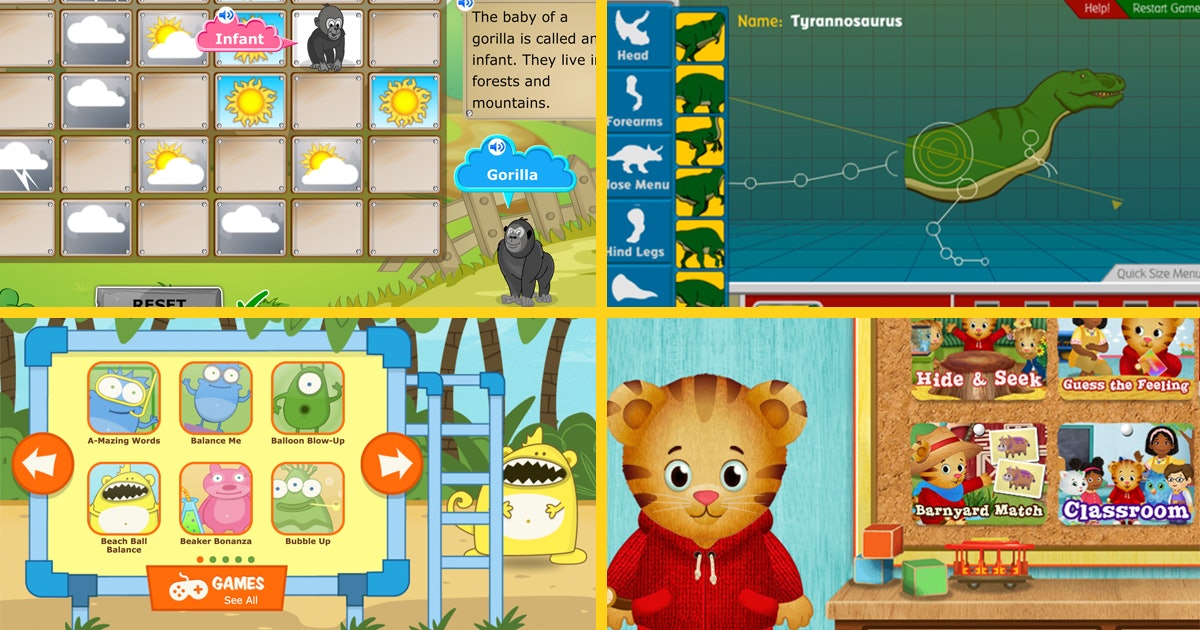 Infant
The baby of a
gorilla is called an
infant. They live in
forests and
mountains.
Gorilla
RESET
Name: Tyrannosaurus
Help!
Restart Game
Head
Forearms
Nose Menu
Hind Legs
Quick Size Menu
A-Mazing Words
Balance Me
Balloon Blow-Up
Beach Ball
Balance
Beaker Bonanza
Bubble Up
GAMES
See All
Hide & Seek
Guess the Feeling
Barnyard Match
Classroom